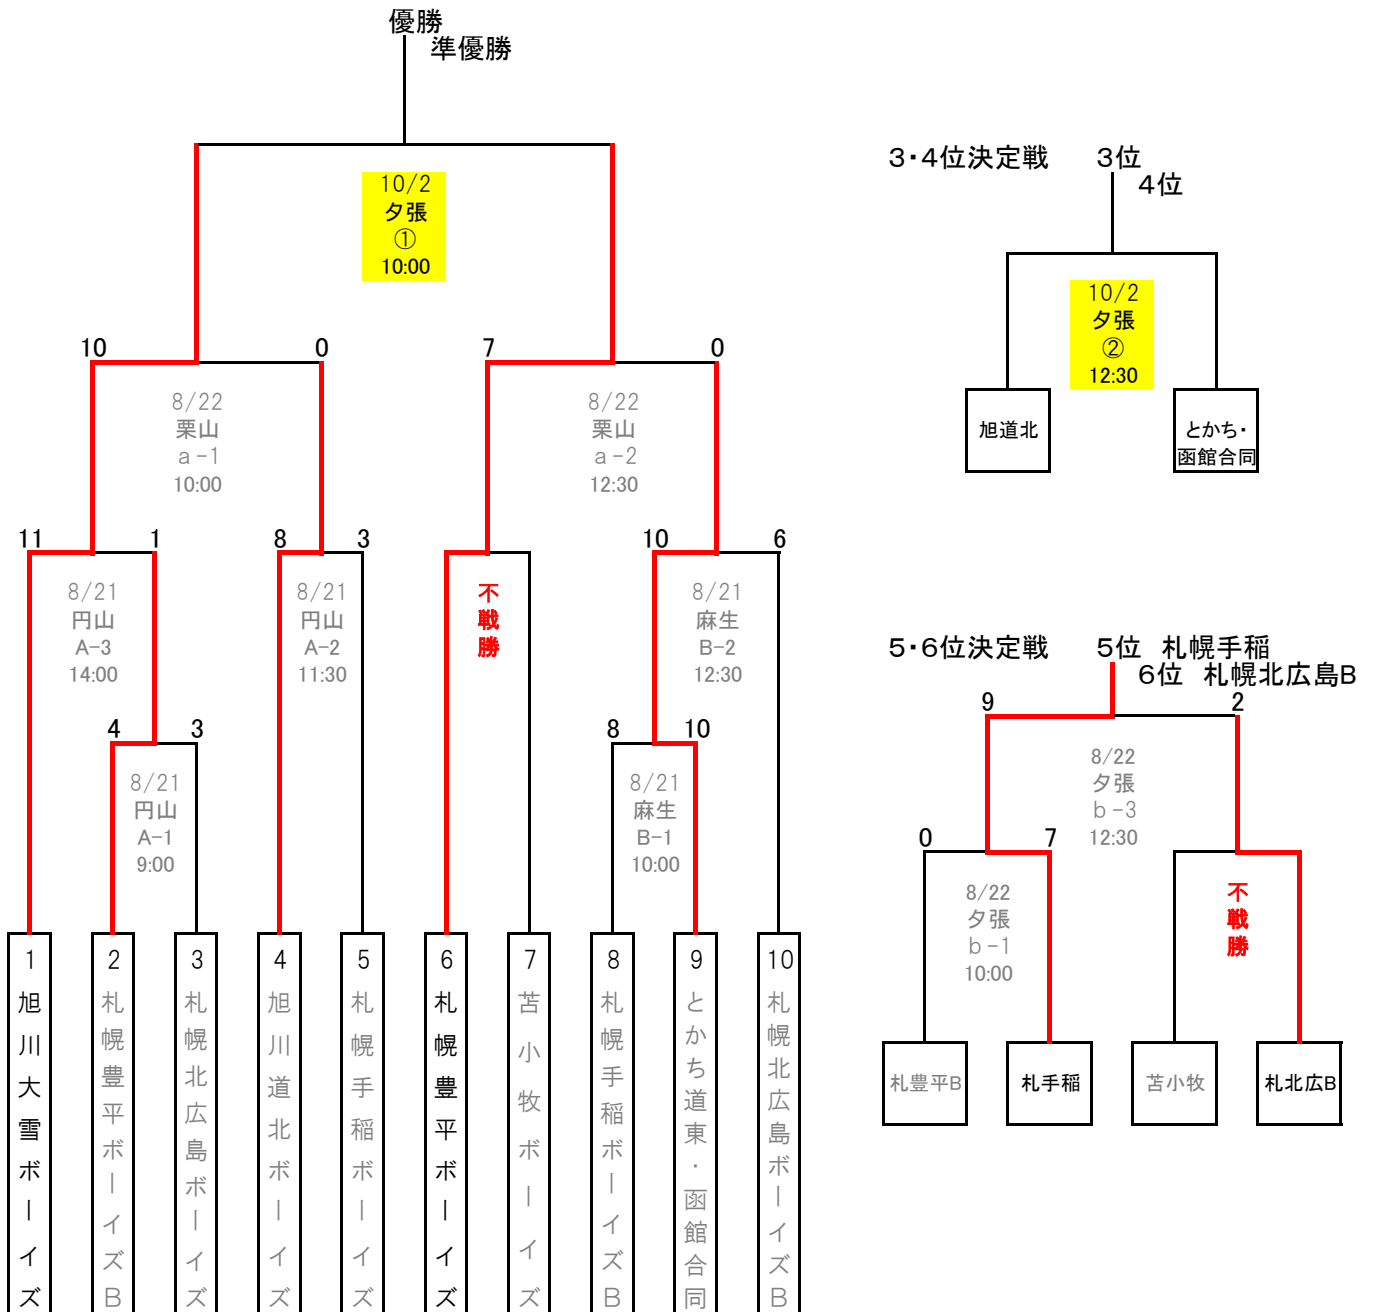 優勝
準優勝
10/2
夕張
①
10:00
10
0
7
0
8/22
栗山
a-1
10:00
8/22
栗山
a-2
12:30
11
1
8
3
10
6
8/21
円山
A-3
14:00
8/21
円山
A-2
11:30
不戦勝
8/21
麻生
B-2
12:30
4
3
8
10
8/21
円山
A-1
9:00
8/21
麻生
B-1
10:00
1
旭川大雪ボーイズ
2
札幌豊平ボーイズB
3
札幌北広島ボーイズ
4
旭川道北ボーイズ
5
札幌手稲ボーイズ
6
札幌豊平ボーイズ
7
苫小牧ボーイズ
8
札幌手稲ボーイズB
9
とかち道東・函館合同
10
札幌北広島ボーイズB
3・4位決定戦 3位
4位
10/2
夕張
②
12:30
旭道北
とかち・
函館合同
5・6位決定戦 5位 札幌手稲
6位 札幌北広島B
9
2
8/22
夕張
b-3
12:30
0
7
8/22
夕張
b-1
10:00
不戦勝
札豊平B
札手稲
苫小牧
札北広B